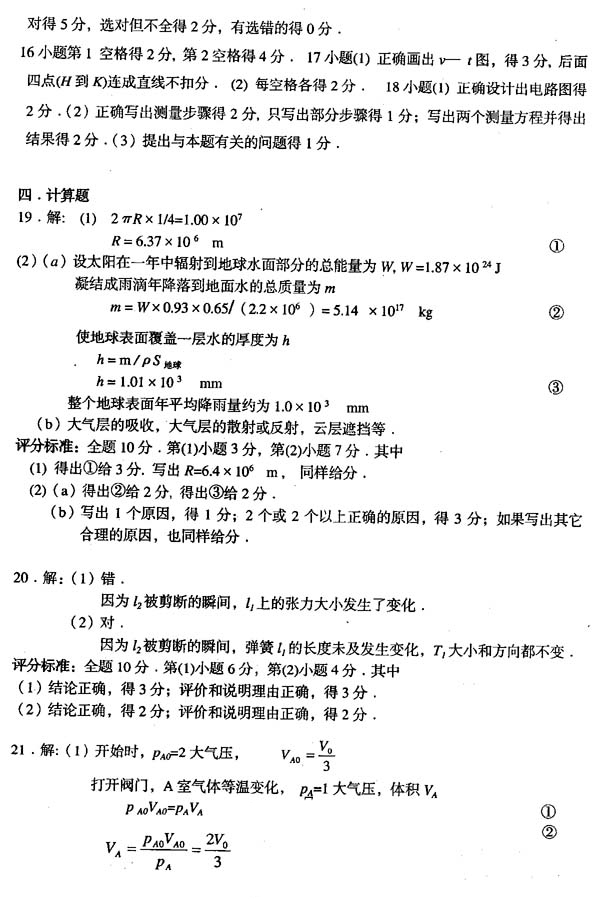 对得5分，选对但不全得2分，有选错的得0分．
16小题第1空格得2分, 第2空格得4分． 17小题(1) 正确画出 v— t图，得3分, 后面
四点(H到K)连成直线不扣分． (2) 每空格各得2分． 18小题(1) 正确设计出电路图得
2分．(2) 正确写出测量步骤得2分, 只写出部分步骤得1分；写出两个测量方程并得出
结果得2分．(3) 提出与本题有关的问题得1分．
四．计算题
19．解: (1) 2πR×1/4=1.00×10⁷
R=6.37×10⁶ m ①
(2)(a) 设太阳在一年中辐射到地球水面部分的总能量为W, W=1.87×10²⁴J
凝结成雨滴年降落到地面水的总质量为m
m=W×0.93×0.65/ (2.2×10⁶ )=5.14 ×10¹⁷ kg ②
使地球表面覆盖一层水的厚度为h
h=m/ρS地球
h=1.01×10³ mm ③
整个地球表面年平均降雨量约为1.0×10³ mm
(b) 大气层的吸收，大气层的散射或反射，云层遮挡等．
评分标准：全题10分．第(1)小题3分，第(2)小题7分．其中
(1) 得出①给3分. 写出R=6.4×10⁶ m， 同样给分．
(2) (a) 得出②给2分, 得出③给2分．
(b) 写出1个原因，得1分；2个或2个以上正确的原因，得3分；如果写出其它
合理的原因，也同样给分．
20．解：(1) 错．
因为l₂被剪断的瞬间，l₁上的张力大小发生了变化．
(2) 对．
因为l₂被剪断的瞬间，弹簧l₁的长度未及发生变化，T₁大小和方向都不变．
评分标准：全题10分．第(1)小题6分，第(2)小题4分．其中
(1) 结论正确，得3分；评价和说明理由正确，得3分．
(2) 结论正确，得2分；评价和说明理由正确，得2分．
21．解：(1) 开始时，pA0=2大气压， VA0=V₀/3
打开阀门，A室气体等温变化， pA=1大气压，体积VA
pA0VA0=pAVA ①
VA=pA0VA0/pA=2V₀/3 ②